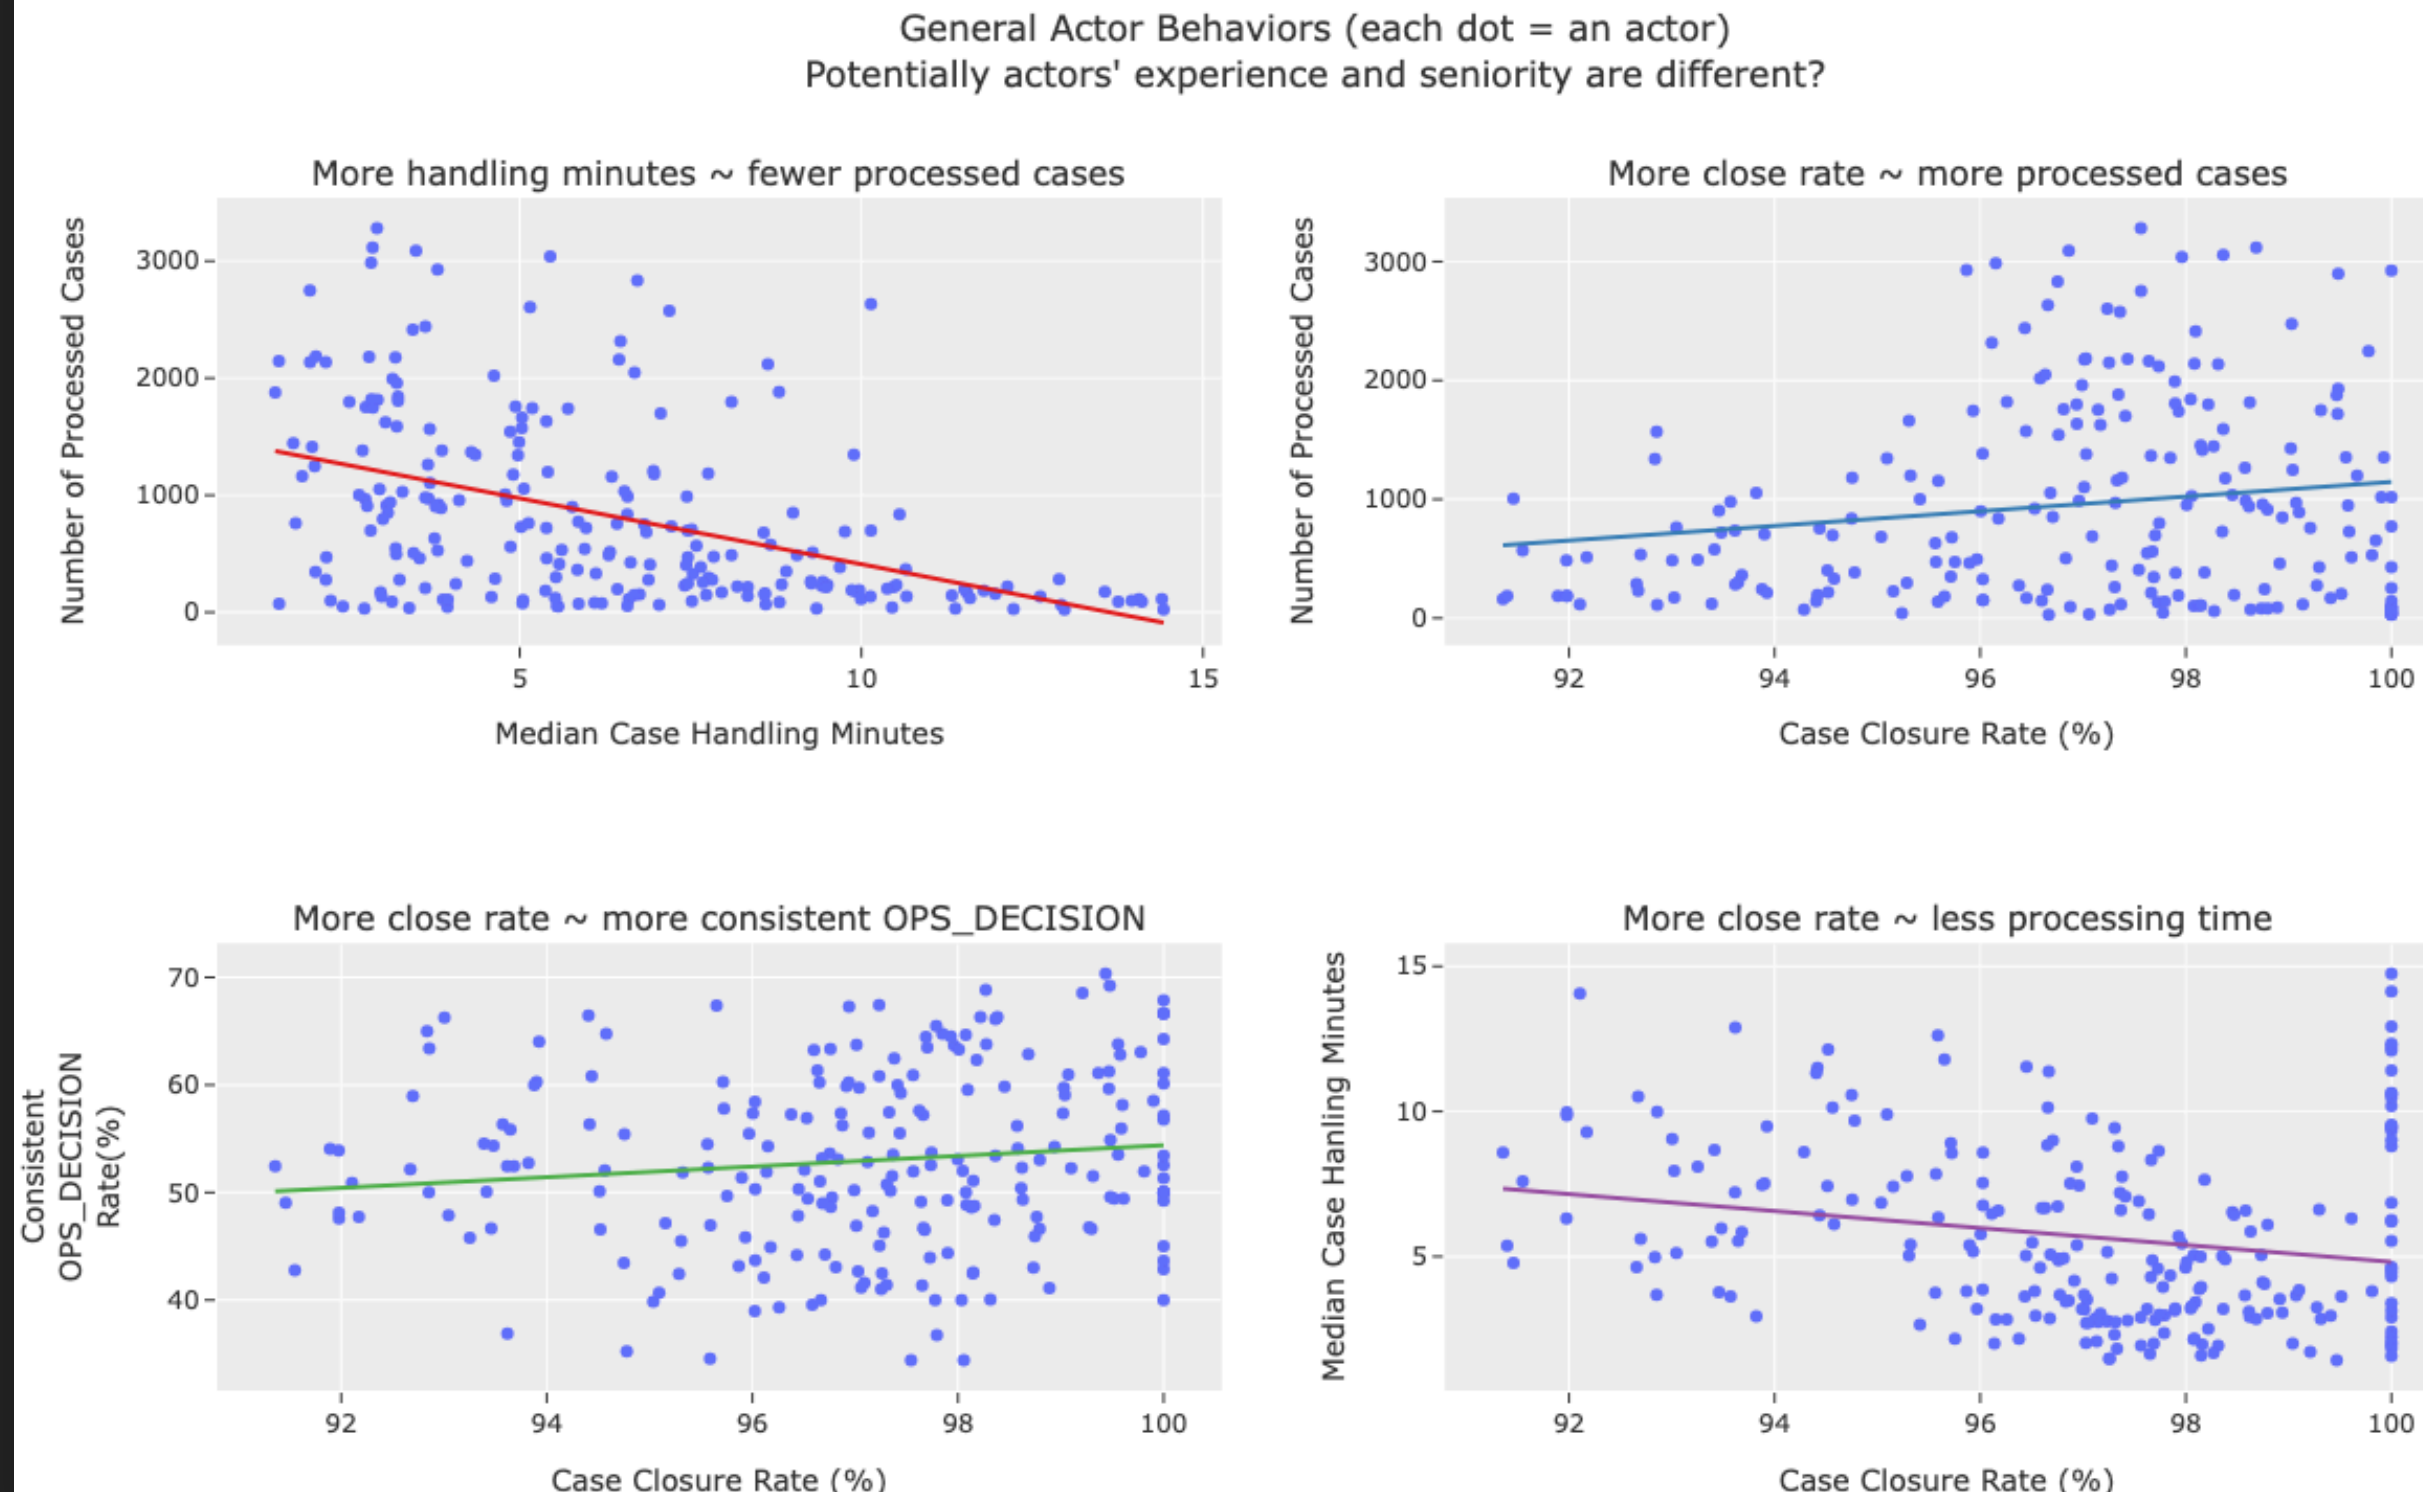 General Actor Behaviors (each dot = an actor)
Potentially actors' experience and seniority are different?
More handling minutes ~ fewer processed cases
Number of Processed Cases
3000
2000
1000
0
5
10
15
Median Case Handling Minutes
More close rate ~ more processed cases
Number of Processed Cases
3000
2000
1000
0
92
94
96
98
100
Case Closure Rate (%)
More close rate ~ more consistent OPS_DECISION
Consistent
OPS_DECISION
Rate(%)
70
60
50
40
92
94
96
98
100
Case Closure Rate (%)
More close rate ~ less processing time
Median Case Hanling Minutes
15
10
5
92
94
96
98
100
Case Closure Rate (%)